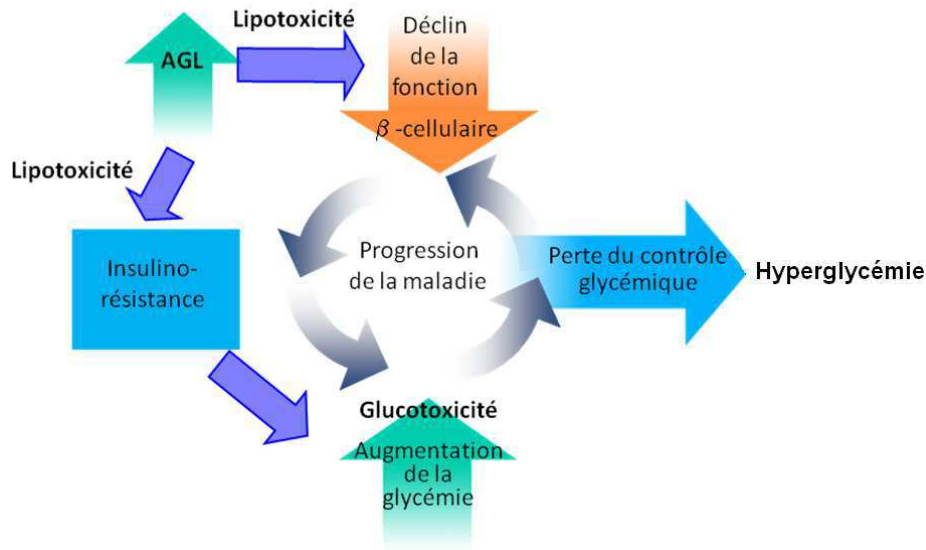 Lipotoxicité
AGL
Déclin
de la
fonction
β-cellulaire
Lipotoxicité
Insulino-
résistance
Progression
de la maladie
Perte du contrôle
glycémique
Hyperglycémie
Glucotoxicité
Augmentation
de la
glycémie